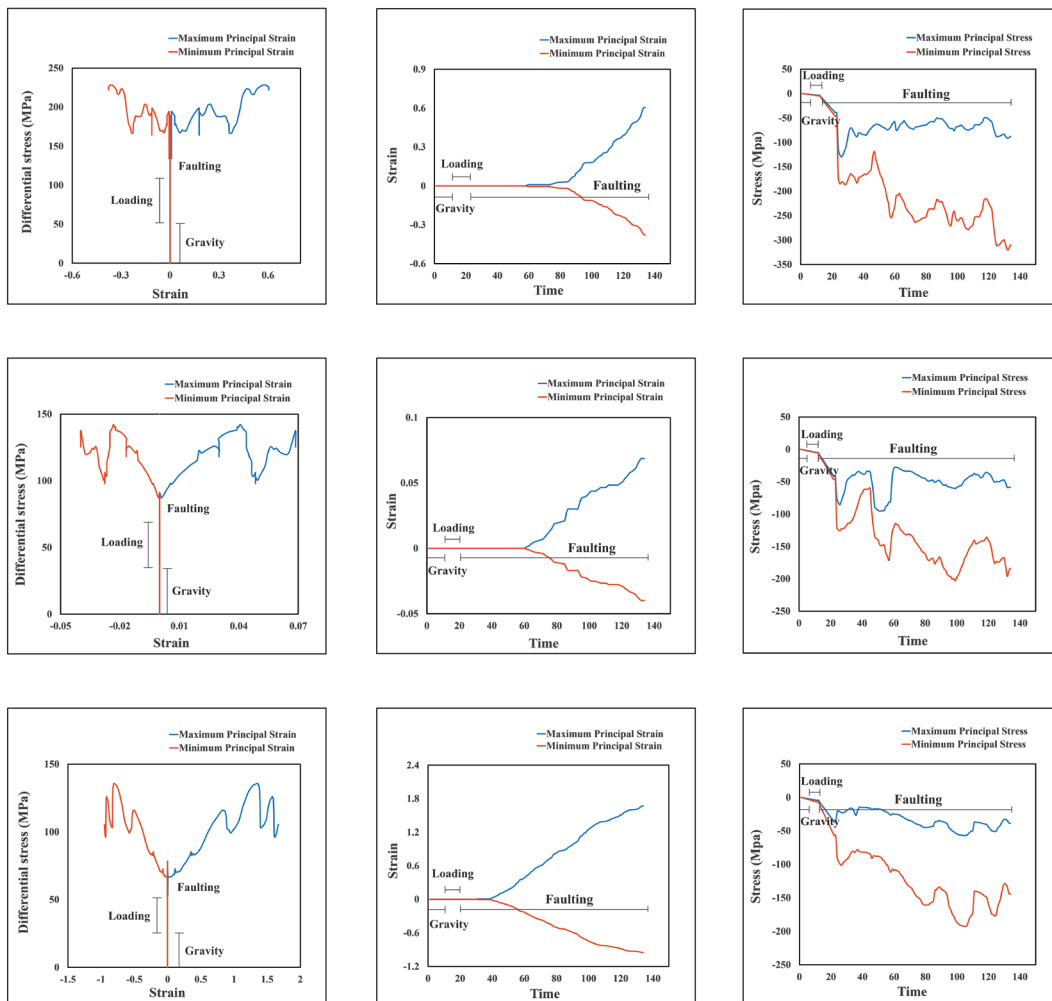 Maximum Principal Strain
Minimum Principal Strain
Differential stress (MPa)
250
200
150
100
50
0
Faulting
Loading
Gravity
-0.6
-0.3
0
0.3
0.6
Strain
Maximum Principal Strain
Minimum Principal Strain
Strain
0.9
0.6
0.3
0
-0.3
-0.6
Loading
Faulting
Gravity
0
20
40
60
80
100
120
140
Time
Maximum Principal Stress
Minimum Principal Stress
Stress (Mpa)
50
0
-50
-100
-150
-200
-250
-300
-350
Loading
Faulting
Gravity
0
20
40
60
80
100
120
140
Time
Maximum Principal Strain
Minimum Principal Strain
Differential stress (MPa)
150
100
50
0
Faulting
Loading
Gravity
-0.05
-0.02
0.01
0.04
0.07
Strain
Maximum Principal Strain
Minimum Principal Strain
Strain
0.1
0.05
0
-0.05
Loading
Faulting
Gravity
0
20
40
60
80
100
120
140
Time
Maximum Principal Stress
Minimum Principal Stress
Stress (Mpa)
50
0
-50
-100
-150
-200
-250
Loading
Faulting
Gravity
0
20
40
60
80
100
120
140
Time
Maximum Principal Strain
Minimum Principal Strain
Differential stress (MPa)
150
100
50
0
Faulting
Loading
Gravity
-1.5
-1
-0.5
0
0.5
1
1.5
2
Strain
Maximum Principal Strain
Minimum Principal Strain
Strain
2.4
1.8
1.2
0.6
0
-0.6
-1.2
Loading
Faulting
Gravity
0
20
40
60
80
100
120
140
Time
Maximum Principal Stress
Minimum Principal Stress
Stress (Mpa)
50
0
-50
-100
-150
-200
-250
Loading
Faulting
Gravity
0
20
40
60
80
100
120
140
Time